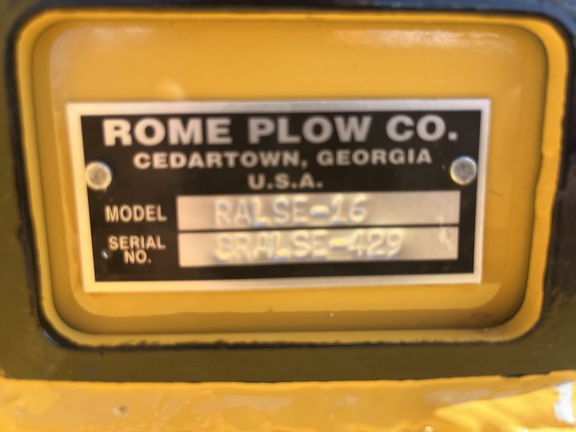 ROME PLOW CO.
CEDARTOWN, GEORGIA
U.S.A.
MODEL RALSE-16
SERIAL NO. 8RALSE-429